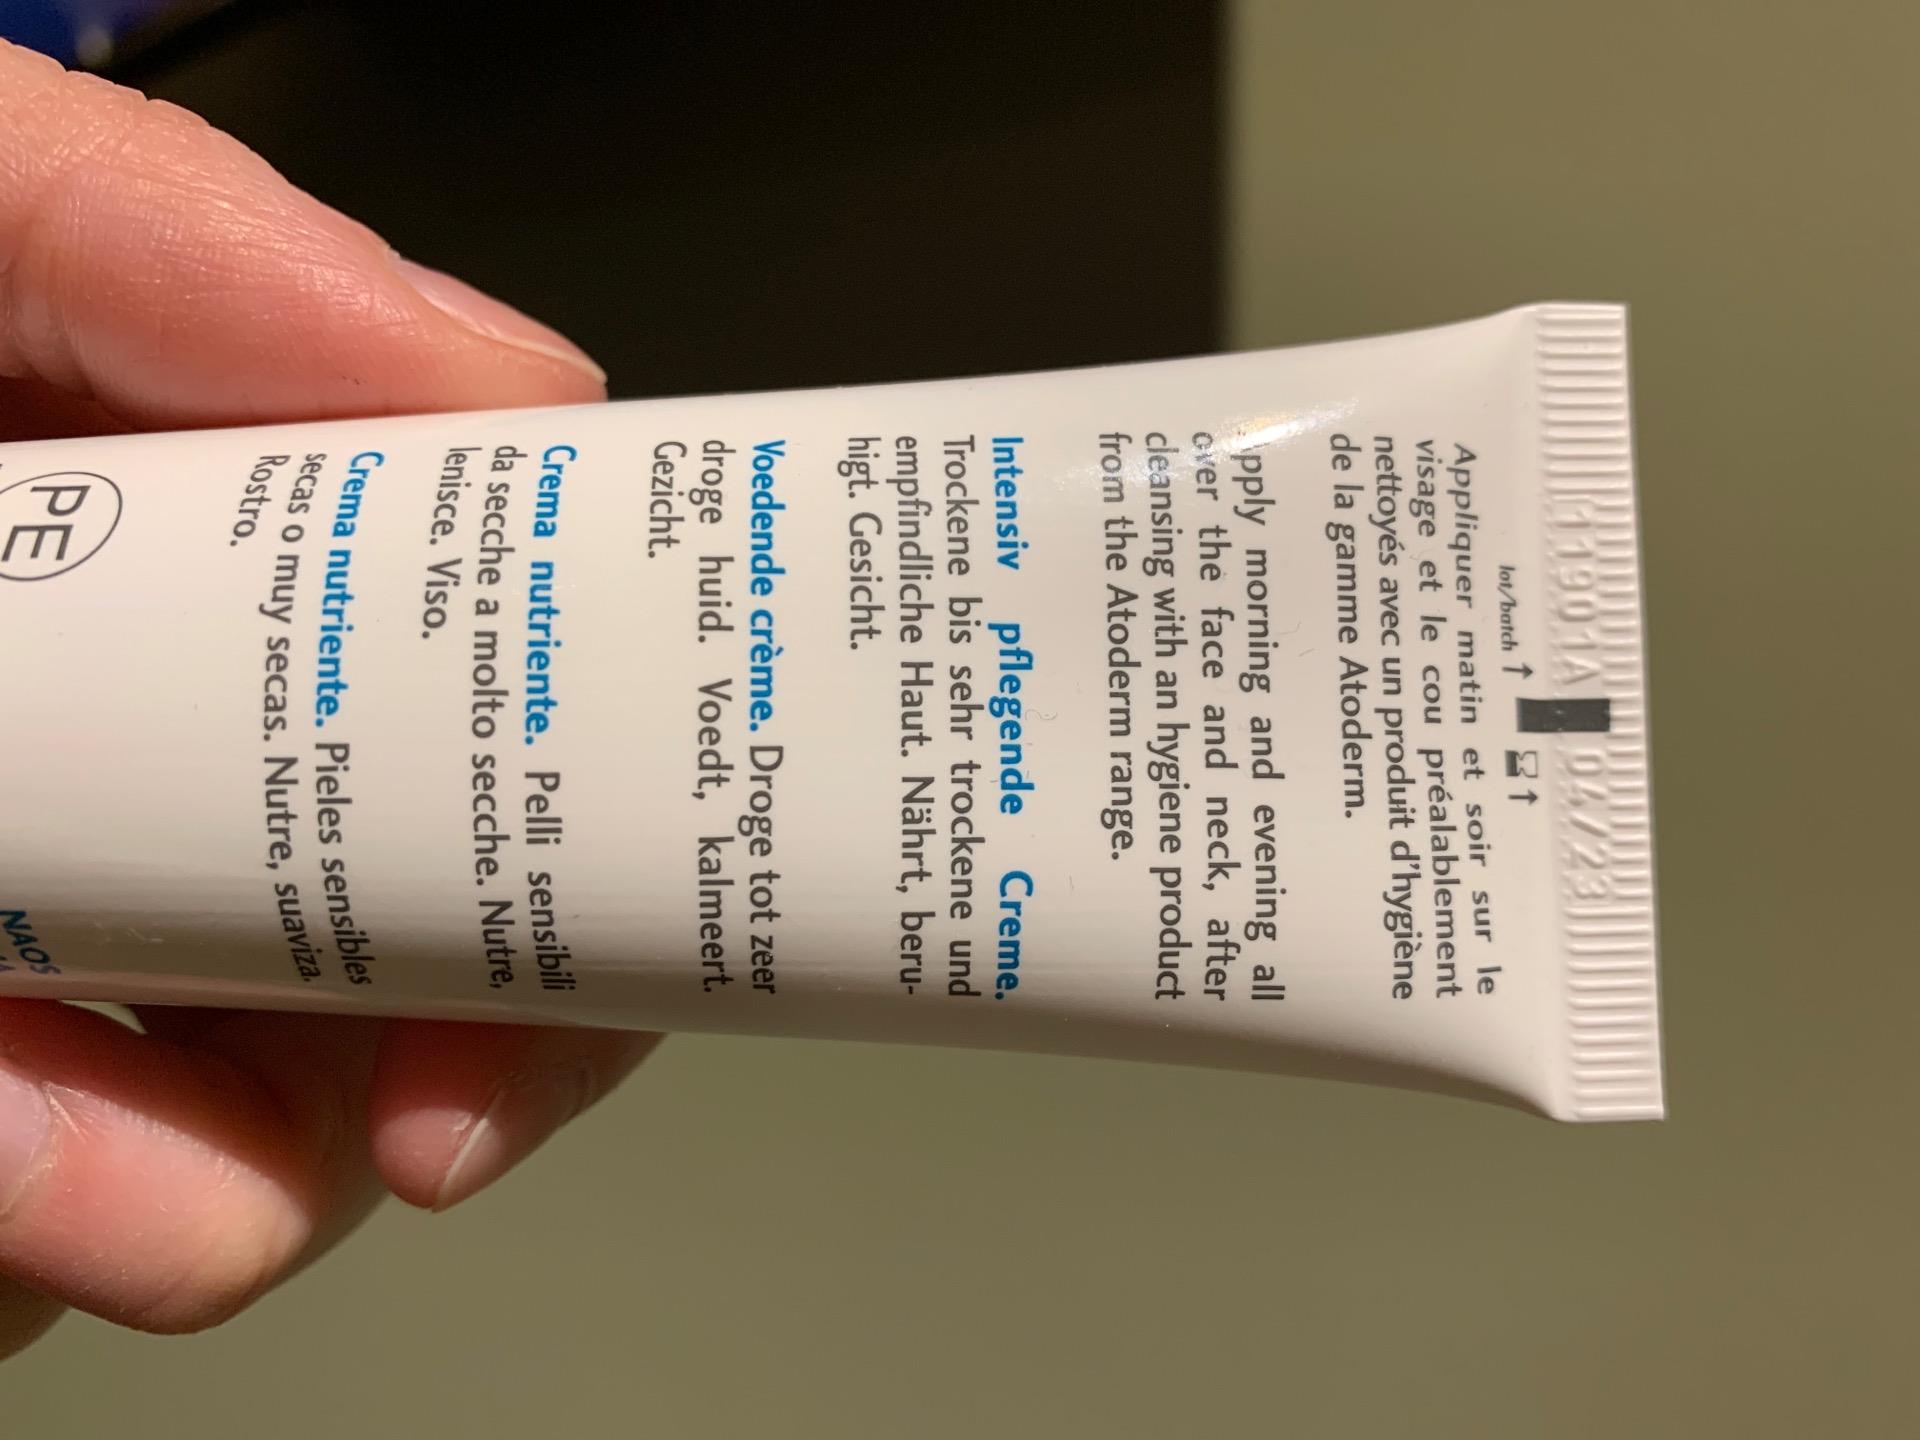 11901A 04/23
lot/batch ↑ ↑
Appliquer matin et soir sur le
visage et le cou préalablement
nettoyés avec un produit d'hygiène
de la gamme Atoderm.
pply morning and evening all
over the face and neck, after
cleansing with an hygiene product
from the Atoderm range.
Intensiv pflegende Creme.
Trockene bis sehr trockene und
empfindliche Haut. Nährt, beru-
higt. Gesicht.
Voedende crème. Droge tot zeer
droge huid. Voedt, kalmeert.
Gezicht.
Crema nutriente. Pelli sensibili
da secche a molto secche. Nutre,
lenisce. Viso.
Crema nutriente. Pieles sensibles
secas o muy secas. Nutre, suaviza.
Rostro.
PE
NAOS